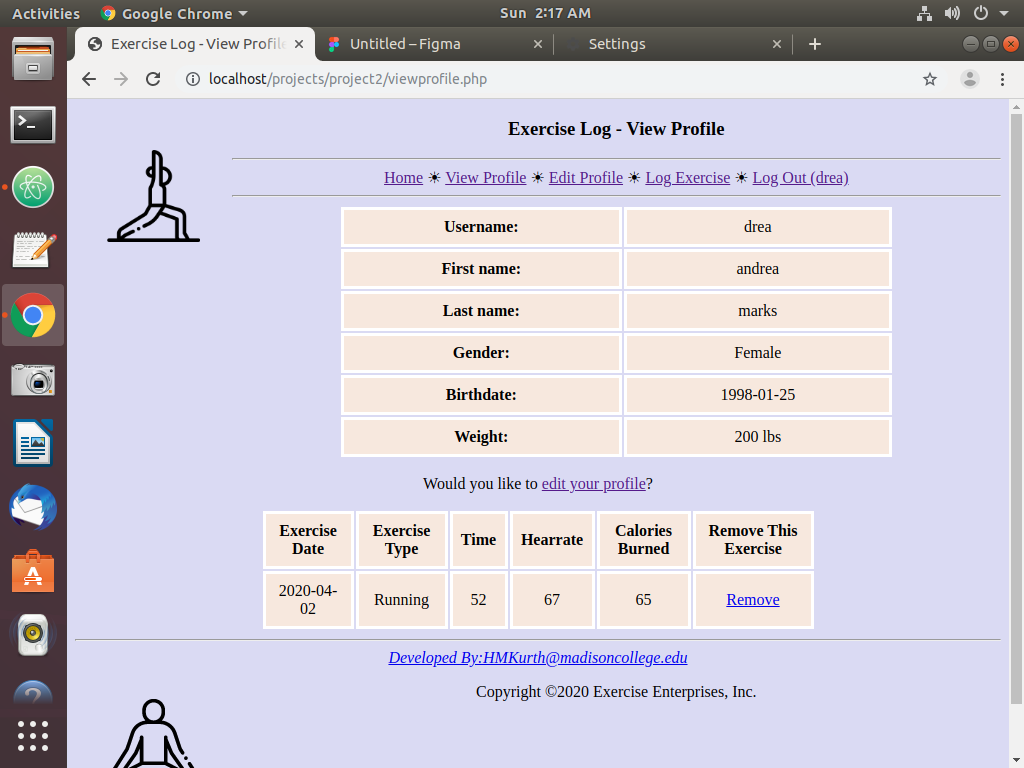 Activities Google Chrome Sun 2:17 AM
Exercise Log - View Profile Untitled – Figma Settings
localhost/projects/project2/viewprofile.php
Exercise Log - View Profile
Home ☀ View Profile ☀ Edit Profile ☀ Log Exercise ☀ Log Out (drea)
Username: drea
First name: andrea
Last name: marks
Gender: Female
Birthdate: 1998-01-25
Weight: 200 lbs
Would you like to edit your profile?
Exercise Date Exercise Type Time Hearrate Calories Burned Remove This Exercise
2020-04-02 Running 52 67 65 Remove
Developed By:HMKurth@madisoncollege.edu
Copyright ©2020 Exercise Enterprises, Inc.